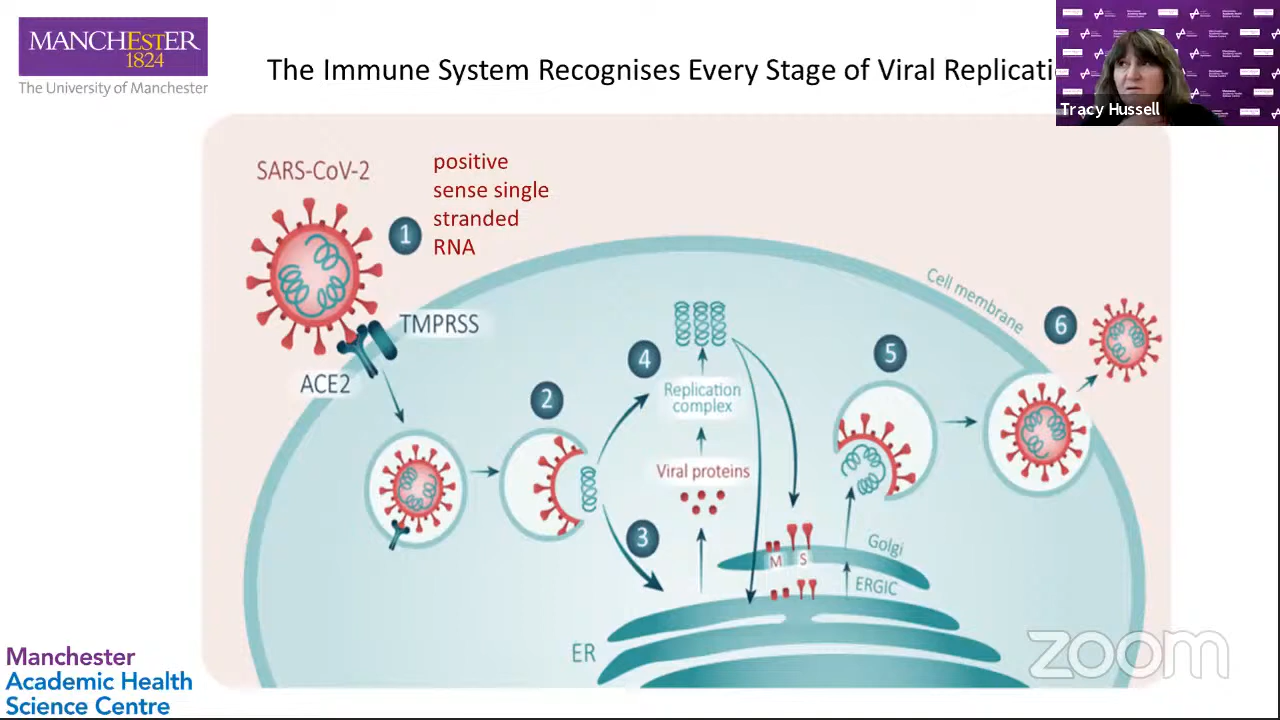 MANCHESTER
1824
The University of Manchester
The Immune System Recognises Every Stage of Viral Replicati
Tracy Hussell
SARS-CoV-2
positive
sense single
stranded
RNA
1
TMPRSS
ACE2
Cell membrane
6
5
4
2
Replication
complex
Viral proteins
3
M S
Golgi
ERGIC
ER
zoom
Manchester
Academic Health
Science Centre